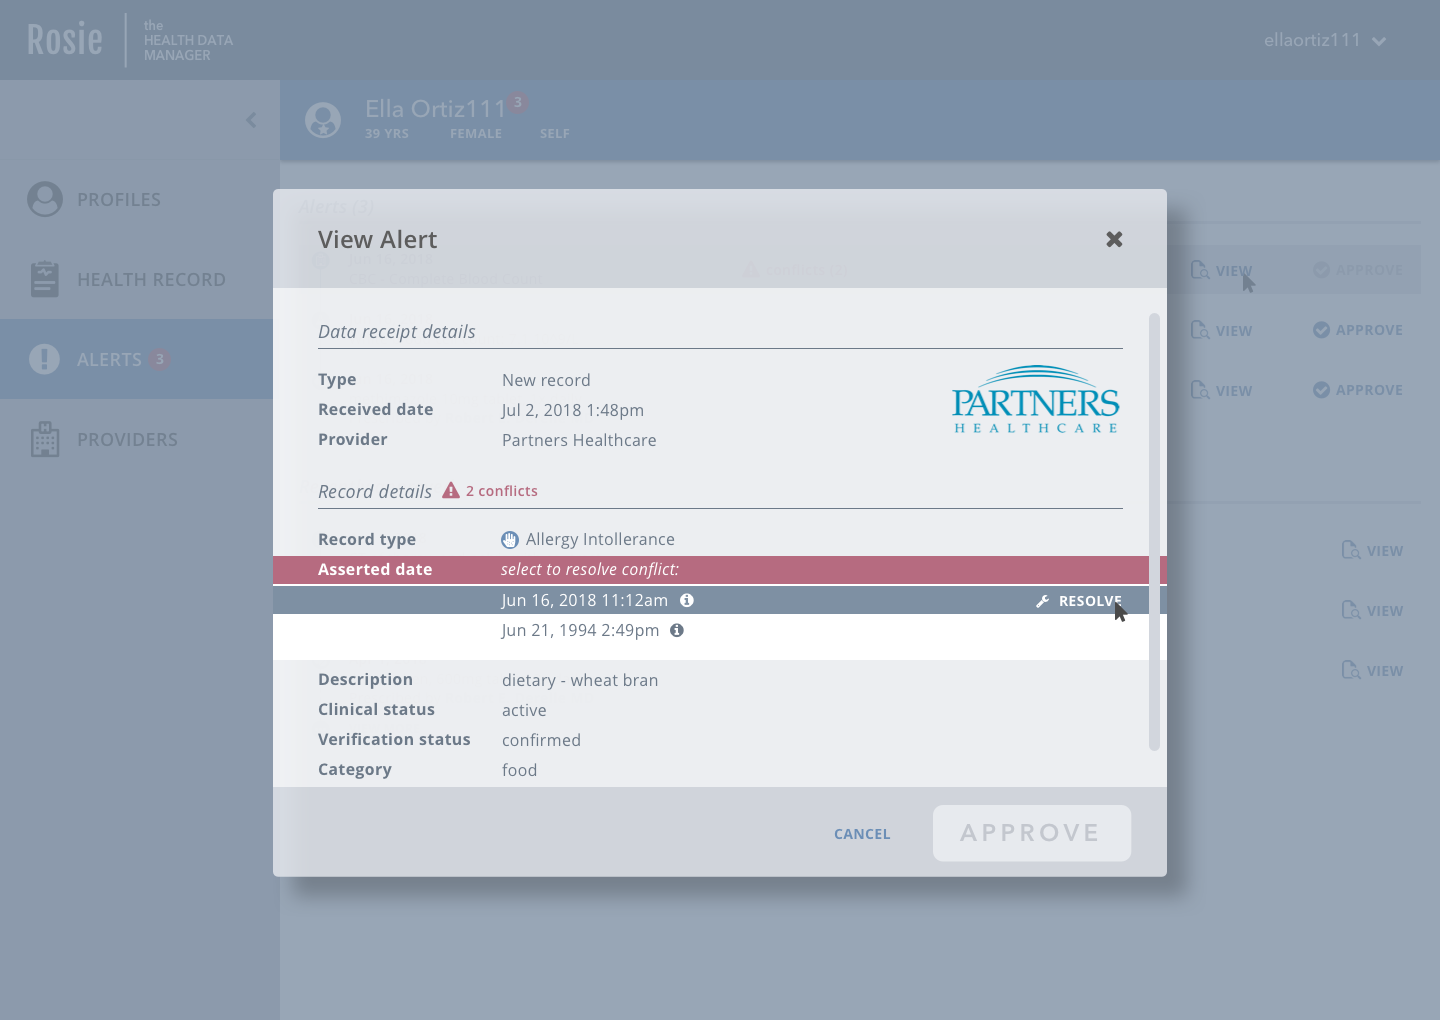 Rosie
the
HEALTH DATA
MANAGER
ellaortiz111
Ella Ortiz111 3
39 YRS FEMALE SELF
PROFILES
HEALTH RECORD
ALERTS 3
PROVIDERS
Alerts (3)
View Alert
VIEW APPROVE
VIEW APPROVE
VIEW APPROVE
Data receipt details
Type New record
Received date Jul 2, 2018 1:48pm
Provider Partners Healthcare
PARTNERS
HEALTHCARE
Record details 2 conflicts
Record type Allergy Intollerance
Asserted date select to resolve conflict:
Jun 16, 2018 11:12am RESOLVE
Jun 21, 1994 2:49pm
Description dietary - wheat bran
Clinical status active
Verification status confirmed
Category food
VIEW
VIEW
VIEW
CANCEL APPROVE